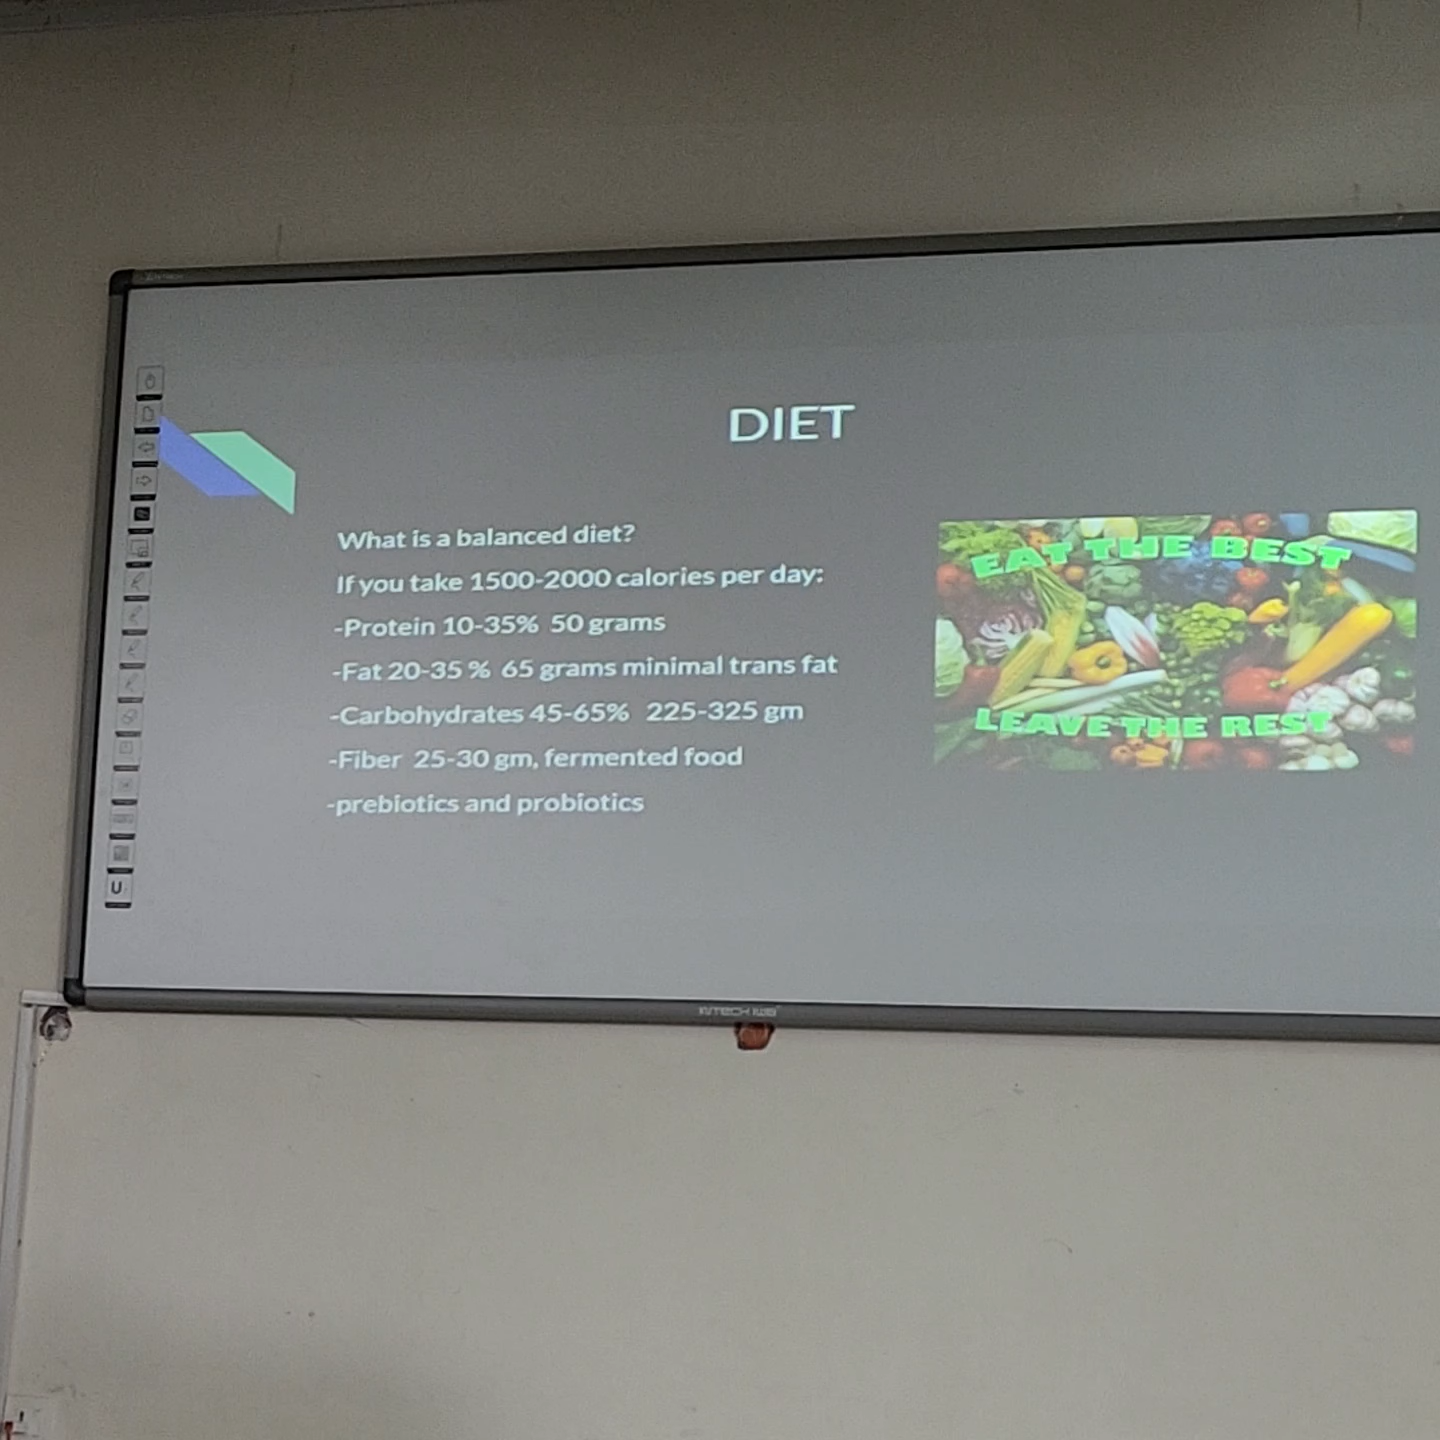 DIET
What is a balanced diet?
If you take 1500-2000 calories per day:
-Protein 10-35% 50 grams
-Fat 20-35 % 65 grams minimal trans fat
-Carbohydrates 45-65% 225-325 gm
-Fiber 25-30 gm, fermented food
-prebiotics and probiotics
EAT THE BEST
LEAVE THE REST